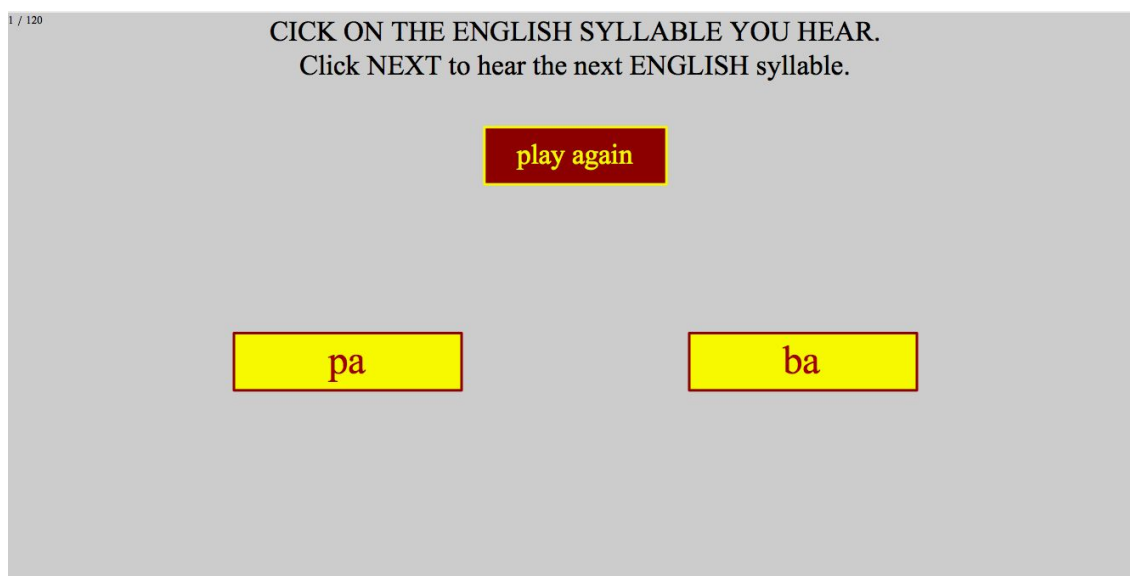 1 / 120
CICK ON THE ENGLISH SYLLABLE YOU HEAR.
Click NEXT to hear the next ENGLISH syllable.
play again
pa
ba